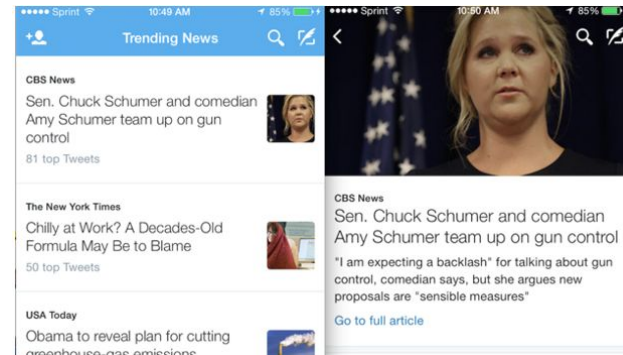 Sprint 10:49 AM 85%
Trending News
CBS News
Sen. Chuck Schumer and comedian
Amy Schumer team up on gun
control
81 top Tweets
The New York Times
Chilly at Work? A Decades-Old
Formula May Be to Blame
50 top Tweets
USA Today
Obama to reveal plan for cutting
greenhouse-gas emissions
Sprint 10:50 AM 85%
CBS News
Sen. Chuck Schumer and comedian
Amy Schumer team up on gun control
"I am expecting a backlash" for talking about gun
control, comedian says, but she argues new
proposals are "sensible measures"
Go to full article